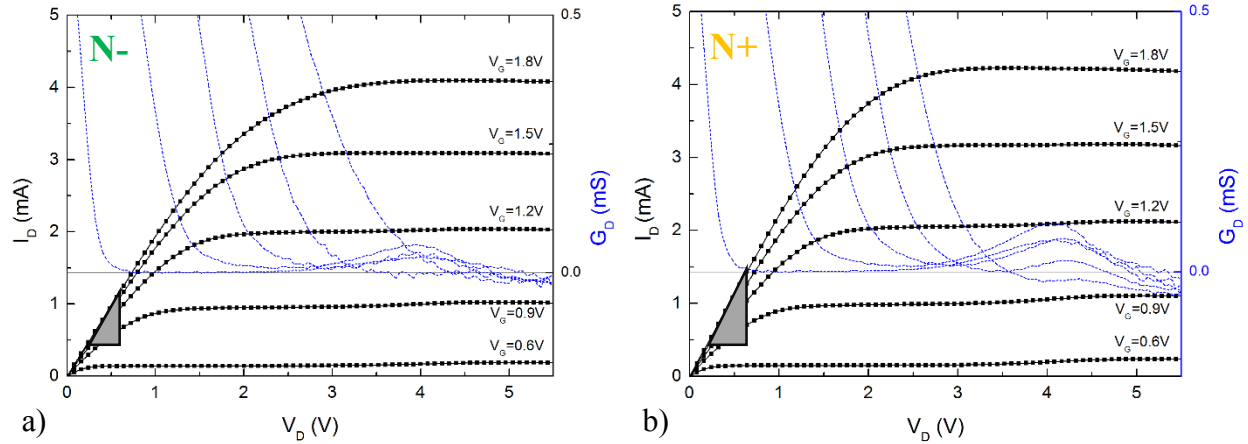 N-
5
4
3
2
1
0
I_D (mA)
0
1
2
3
4
5
V_D (V)
0.5
0.0
G_D (mS)
V_G=1.8V
V_G=1.5V
V_G=1.2V
V_G=0.9V
V_G=0.6V
a)
N+
5
4
3
2
1
0
I_D (mA)
0
1
2
3
4
5
V_D (V)
0.5
0.0
G_D (mS)
V_G=1.8V
V_G=1.5V
V_G=1.2V
V_G=0.9V
V_G=0.6V
b)